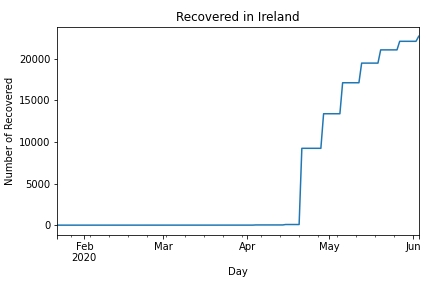 Recovered in Ireland
Number of Recovered
20000
15000
10000
5000
0
Feb Mar Apr May Jun
2020
Day